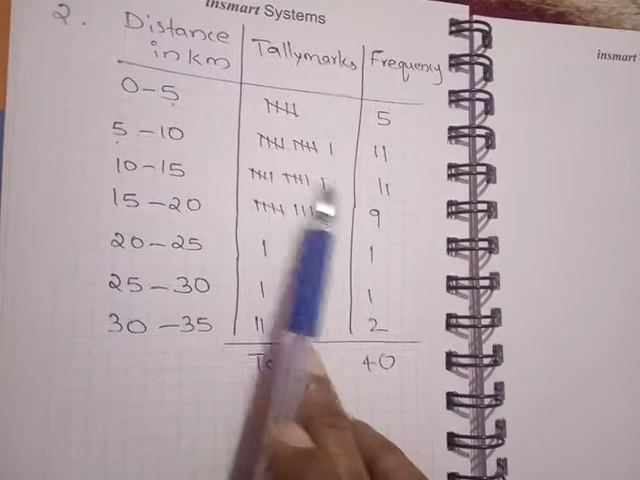 insmart Systems
insmart
2. Distance in km Tallymarks Frequency
0-5 𝍸 5
5-10 𝍸 𝍸 | 11
10-15 𝍸 𝍸 | 11
15-20 𝍸 9
20-25 | 1
25-30 | 1
30-35 || 2
40